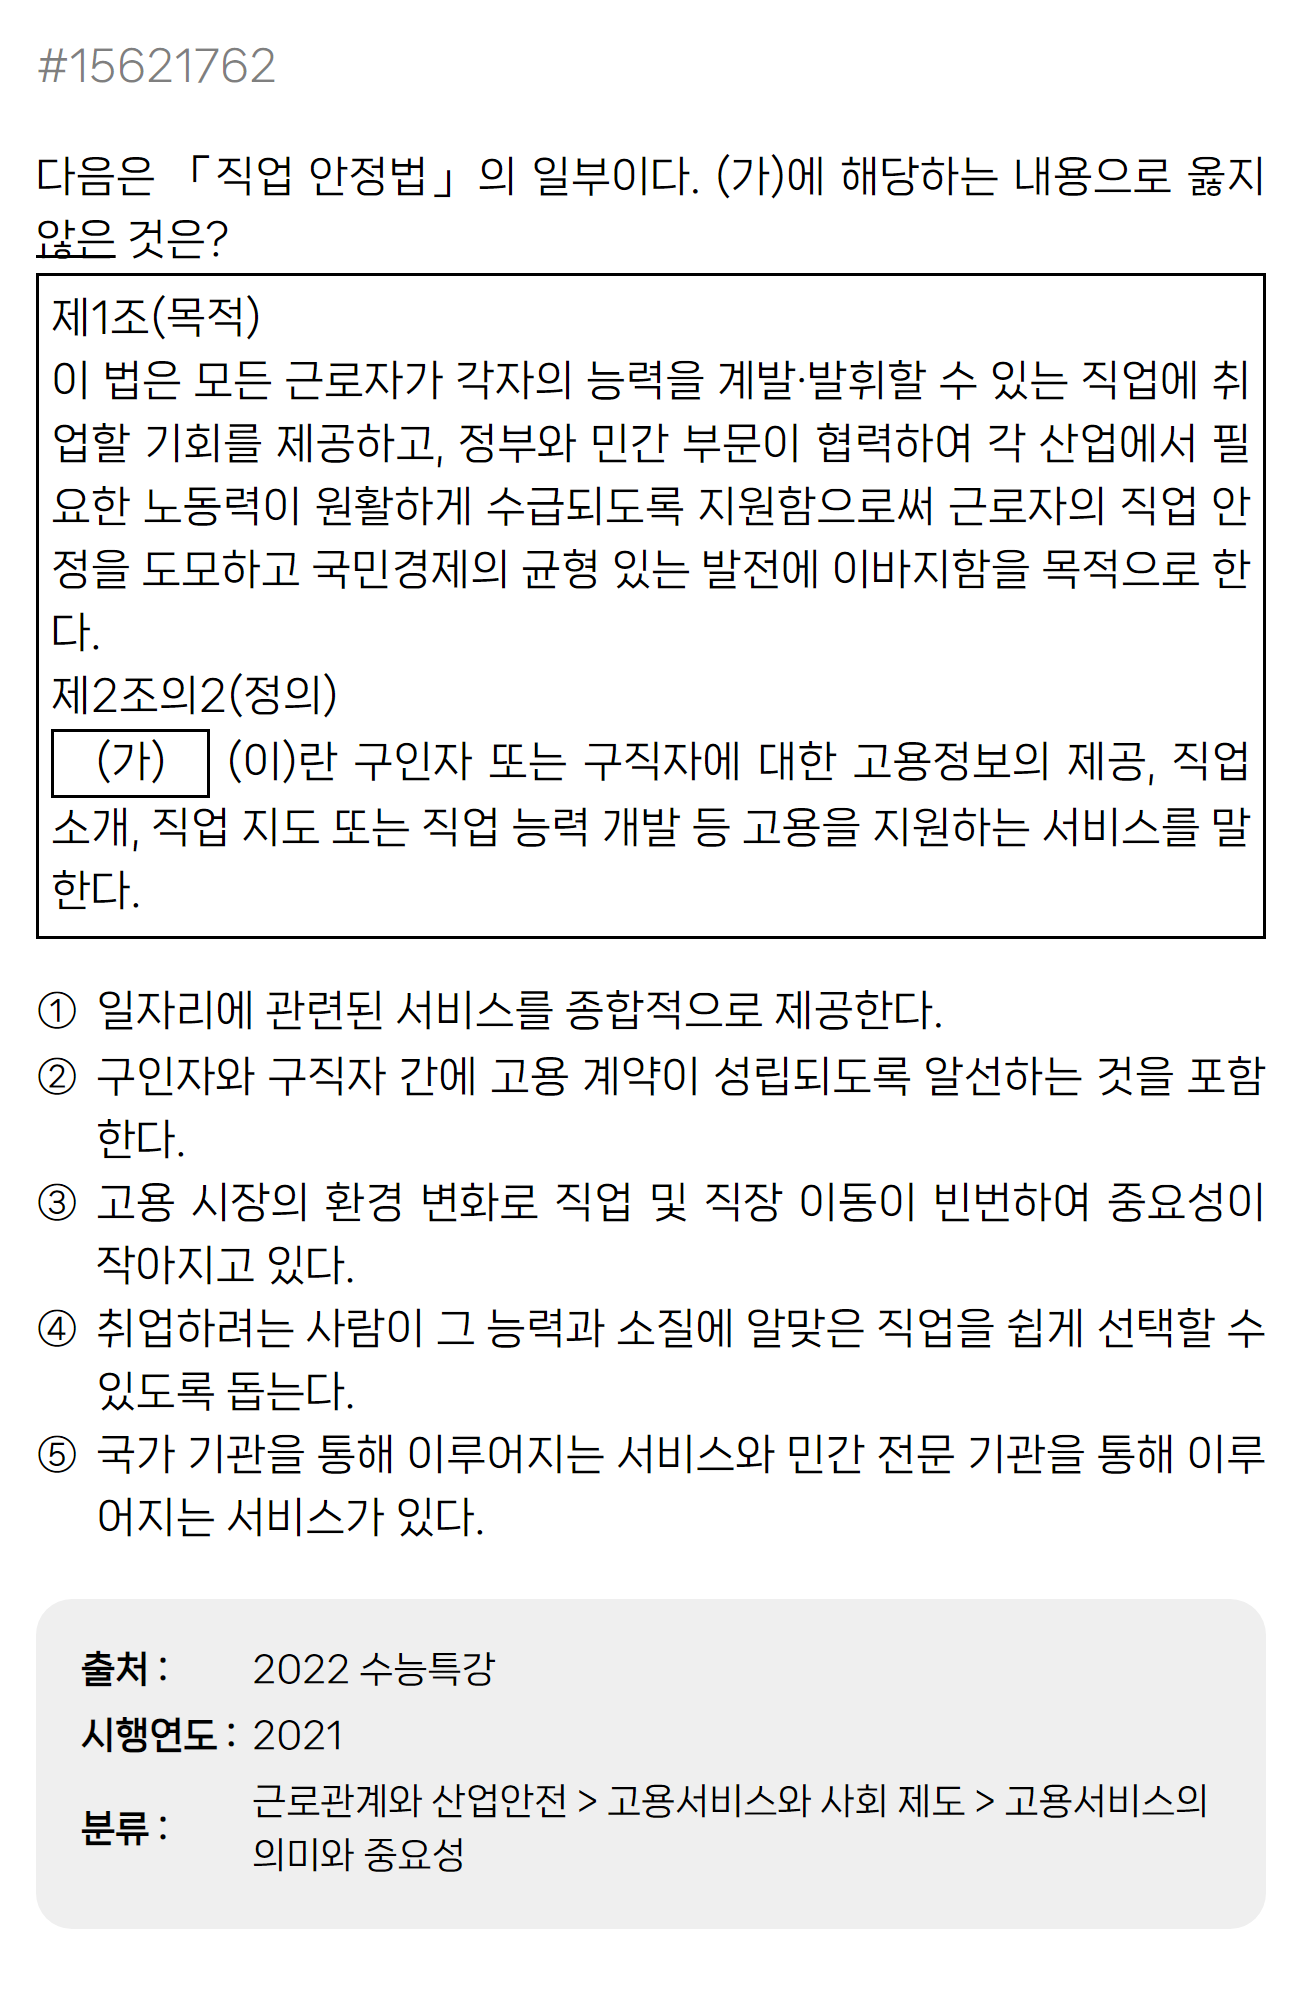 #15621762
다음은 「직업 안정법」의 일부이다. (가)에 해당하는 내용으로 옳지
않은 것은?
제1조(목적)
이 법은 모든 근로자가 각자의 능력을 계발·발휘할 수 있는 직업에 취
업할 기회를 제공하고, 정부와 민간 부문이 협력하여 각 산업에서 필
요한 노동력이 원활하게 수급되도록 지원함으로써 근로자의 직업 안
정을 도모하고 국민경제의 균형 있는 발전에 이바지함을 목적으로 한
다.
제2조의2(정의)
(가) (이)란 구인자 또는 구직자에 대한 고용정보의 제공, 직업
소개, 직업 지도 또는 직업 능력 개발 등 고용을 지원하는 서비스를 말
한다.
① 일자리에 관련된 서비스를 종합적으로 제공한다.
② 구인자와 구직자 간에 고용 계약이 성립되도록 알선하는 것을 포함
한다.
③ 고용 시장의 환경 변화로 직업 및 직장 이동이 빈번하여 중요성이
작아지고 있다.
④ 취업하려는 사람이 그 능력과 소질에 알맞은 직업을 쉽게 선택할 수
있도록 돕는다.
⑤ 국가 기관을 통해 이루어지는 서비스와 민간 전문 기관을 통해 이루
어지는 서비스가 있다.
출처 : 2022 수능특강
시행연도 : 2021
분류 : 근로관계와 산업안전 > 고용서비스와 사회 제도 > 고용서비스의
의미와 중요성